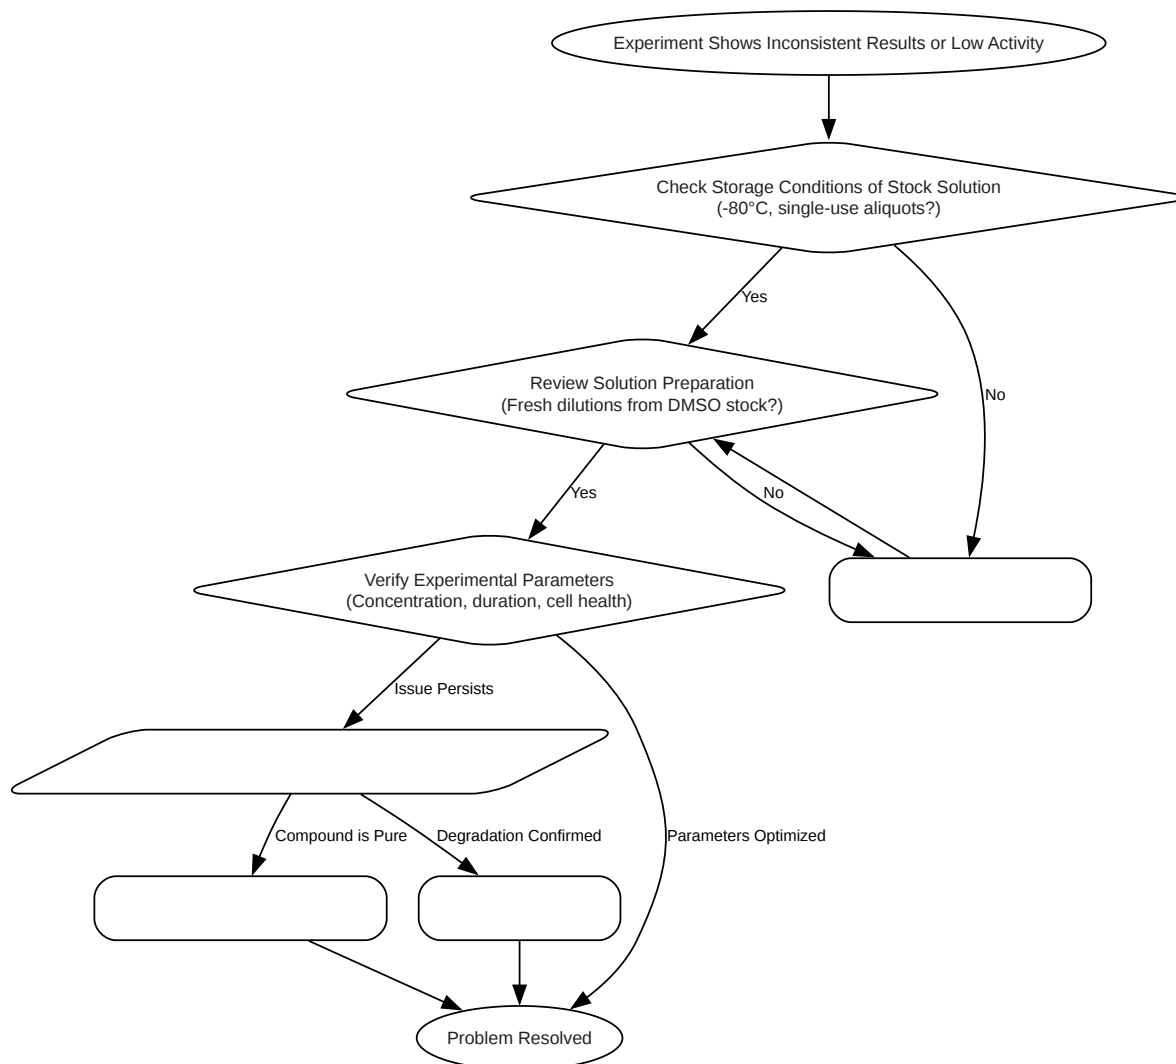 Experiment Shows Inconsistent Results or Low Activity
Check Storage Conditions of Stock Solution
(-80°C, single-use aliquots?)
Yes
Review Solution Preparation
(Fresh dilutions from DMSO stock?)
No
Yes
No
Verify Experimental Parameters
(Concentration, duration, cell health)
Issue Persists
Compound is Pure
Degradation Confirmed
Parameters Optimized
Problem Resolved